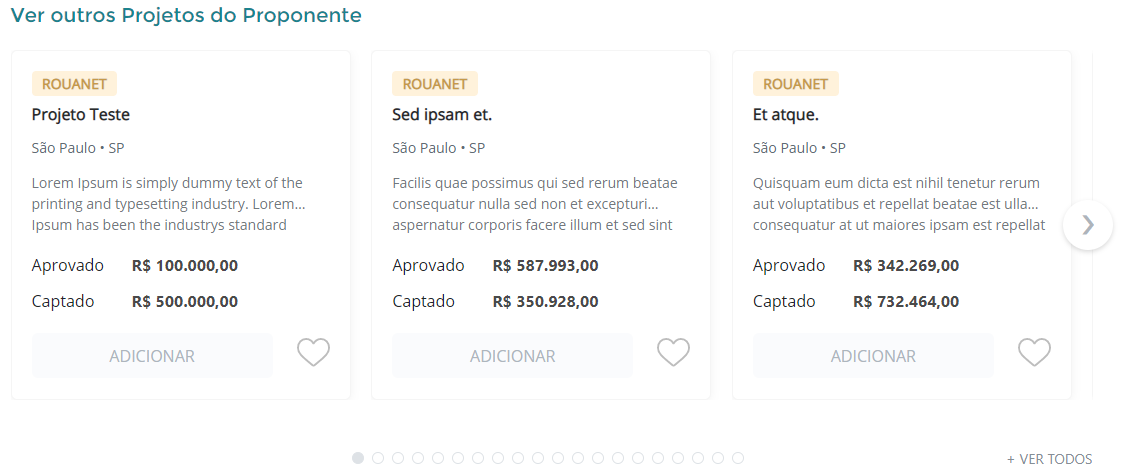 Ver outros Projetos do Proponente
ROUANET
Projeto Teste
São Paulo • SP
Lorem Ipsum is simply dummy text of the
printing and typesetting industry. Lorem...
Ipsum has been the industrys standard
Aprovado R$ 100.000,00
Captado R$ 500.000,00
ADICIONAR
ROUANET
Sed ipsam et.
São Paulo • SP
Facilis quae possimus qui sed rerum beatae
consequatur nulla sed non et excepturi...
aspernatur corporis facere illum et sed sint
Aprovado R$ 587.993,00
Captado R$ 350.928,00
ADICIONAR
ROUANET
Et atque.
São Paulo • SP
Quisquam eum dicta est nihil tenetur rerum
aut voluptatibus et repellat beatae est ulla...
consequatur at ut maiores ipsam est repellat
Aprovado R$ 342.269,00
Captado R$ 732.464,00
ADICIONAR
+ VER TODOS